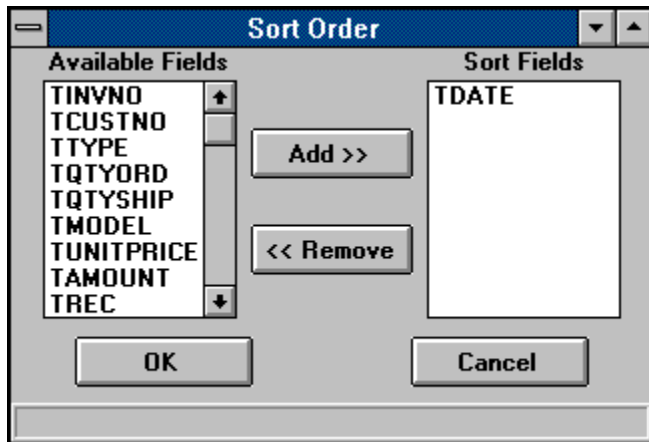 Sort Order
Available Fields
Sort Fields
TINVNO
TCUSTNO
TTYPE
TQTYORD
TQTYSHIP
TMODEL
TUNITPRICE
TAMOUNT
TREC
Add >>
<< Remove
TDATE
OK
Cancel